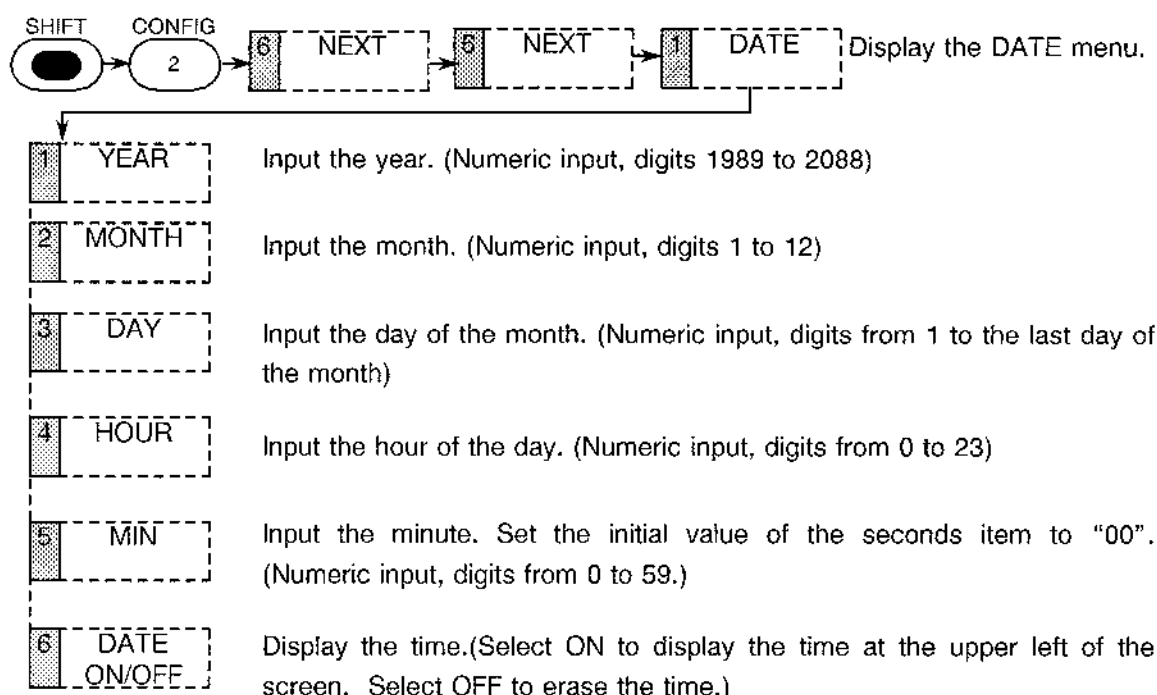 SHIFT CONFIG
2 6 NEXT 6 NEXT 1 DATE Display the DATE menu.
1 YEAR Input the year. (Numeric input, digits 1989 to 2088)
2 MONTH Input the month. (Numeric input, digits 1 to 12)
3 DAY Input the day of the month. (Numeric input, digits from 1 to the last day of
the month)
4 HOUR Input the hour of the day. (Numeric input, digits from 0 to 23)
5 MIN Input the minute. Set the initial value of the seconds item to “00”.
(Numeric input, digits from 0 to 59.)
6 DATE Display the time.(Select ON to display the time at the upper left of the
ON/OFF screen. Select OFF to erase the time.)